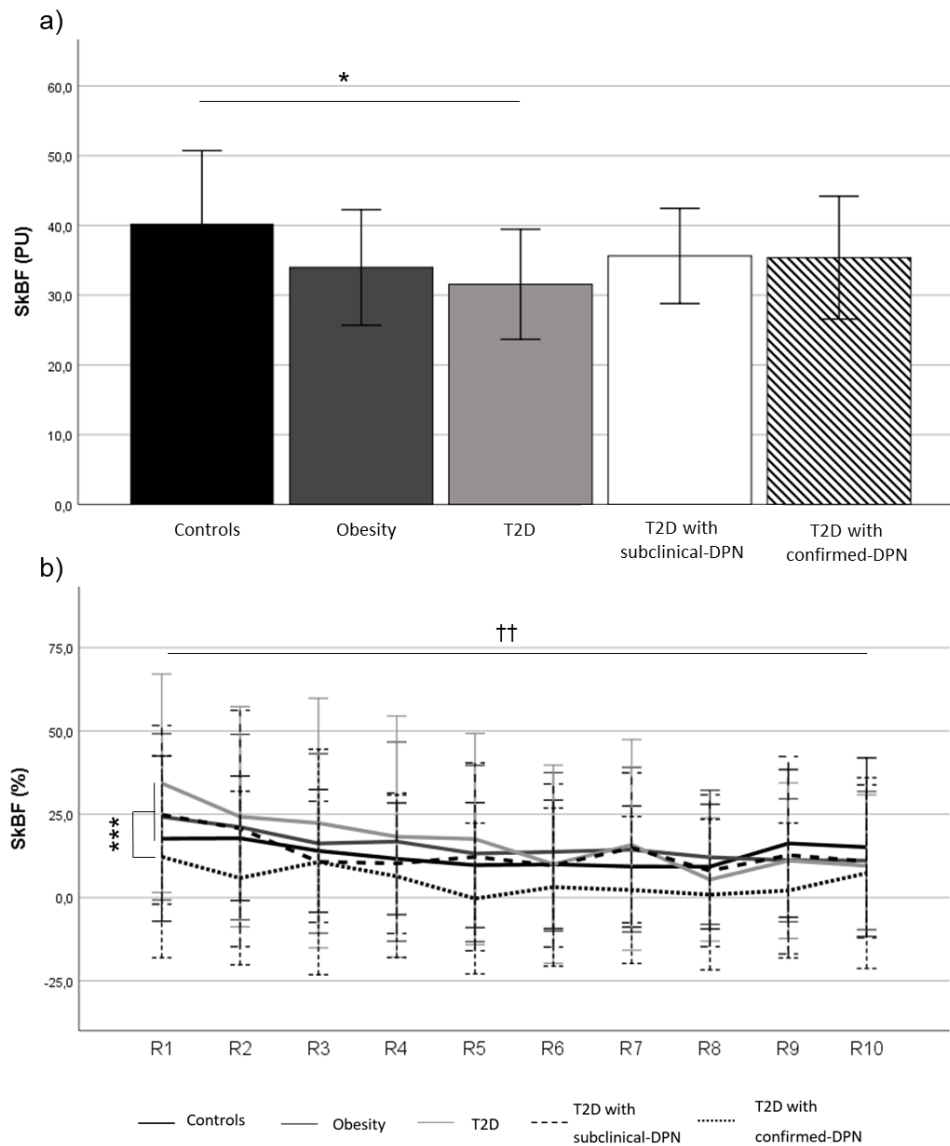 a)
*
60,0
50,0
40,0
30,0
20,0
10,0
0,0
SkBF (PU)
Controls
Obesity
T2D
T2D with
subclinical-DPN
T2D with
confirmed-DPN
b)
††
75,0
50,0
25,0
0,0
-25,0
SkBF (%)
***
R1 R2 R3 R4 R5 R6 R7 R8 R9 R10
Controls
Obesity
T2D
T2D with
subclinical-DPN
T2D with
confirmed-DPN